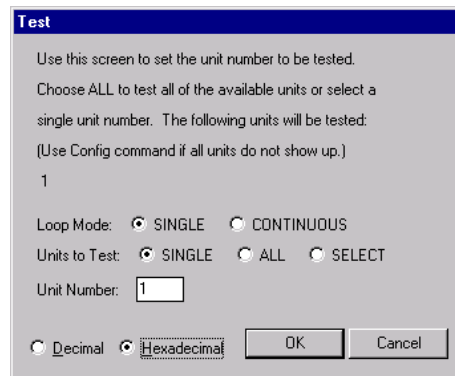 Test
Use this screen to set the unit number to be tested.
Choose ALL to test all of the available units or select a
single unit number. The following units will be tested:
(Use Config command if all units do not show up.)
1
Loop Mode: SINGLE CONTINUOUS
Units to Test: SINGLE ALL SELECT
Unit Number: 1
Decimal Hexadecimal OK Cancel